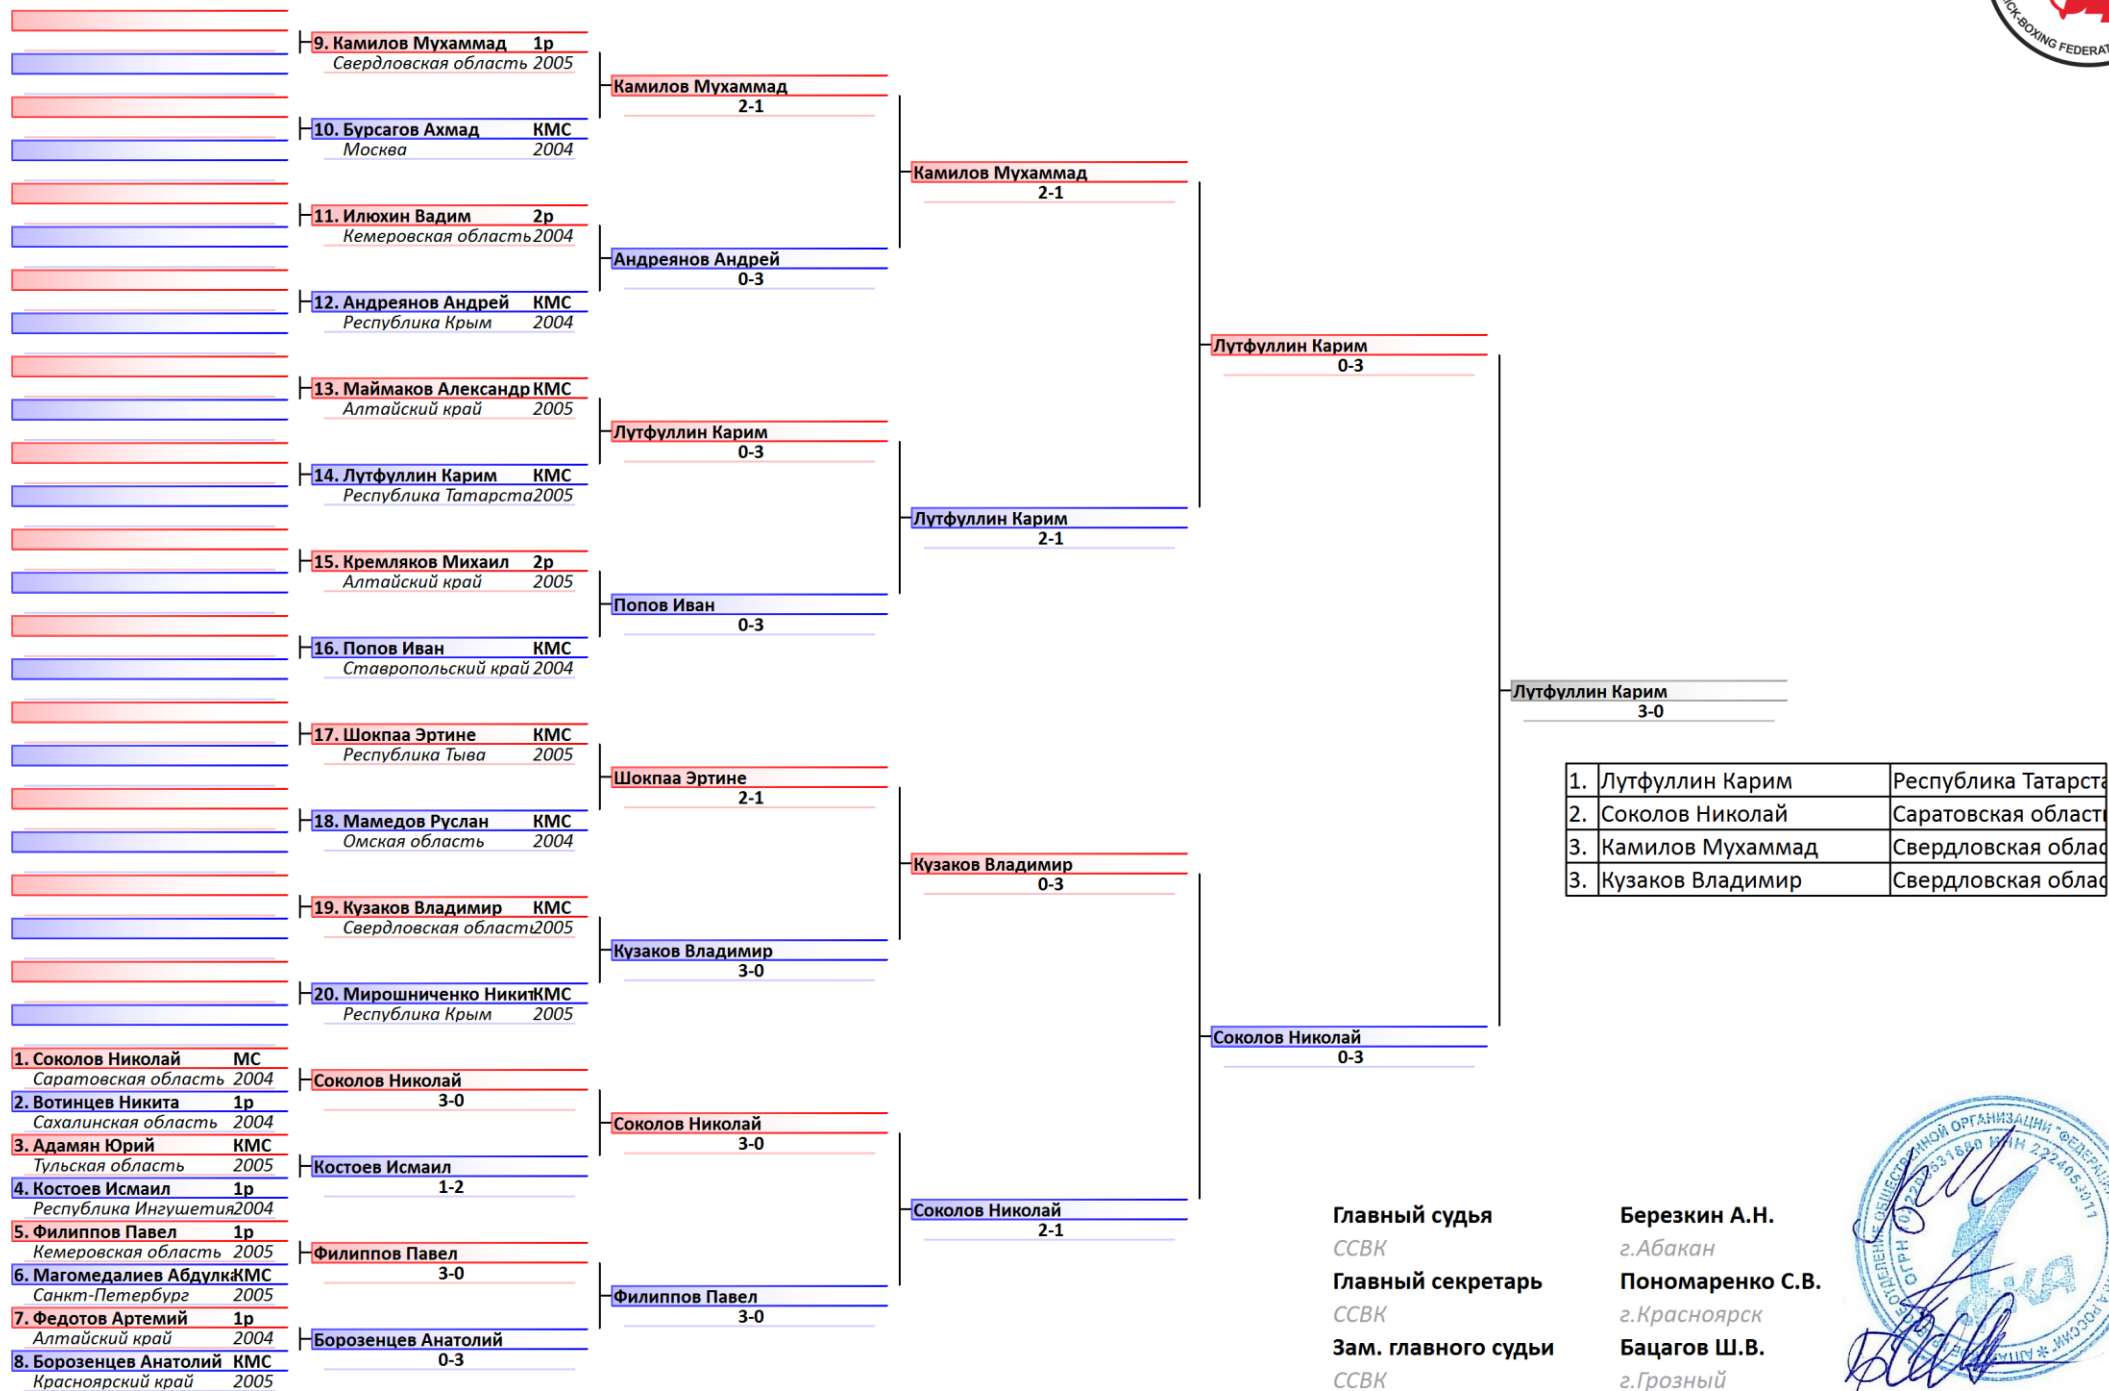 9. Камилов Мухаммад 1р
Свердловская область 2005
10. Бурсагов Ахмад КМС
Москва 2004
11. Илюхин Вадим 2р
Кемеровская область 2004
12. Андреянов Андрей КМС
Республика Крым 2004
13. Маймаков Александр КМС
Алтайский край 2005
14. Лутфуллин Карим КМС
Республика Татарста 2005
15. Кремляков Михаил 2р
Алтайский край 2005
16. Попов Иван КМС
Ставропольский край 2004
17. Шокпаа Эртине КМС
Республика Тыва 2005
18. Мамедов Руслан КМС
Омская область 2004
19. Кузаков Владимир КМС
Свердловская область 2005
20. Мирошниченко Никит КМС
Республика Крым 2005
1. Соколов Николай МС
Саратовская область 2004
2. Вотинцев Никита 1р
Сахалинская область 2004
3. Адамян Юрий КМС
Тульская область 2005
4. Костоев Исмаил 1р
Республика Ингушетия 2004
5. Филиппов Павел 1р
Кемеровская область 2005
6. Магомедалиев Абдулка КМС
Санкт-Петербург 2005
7. Федотов Артемий 1р
Алтайский край 2004
8. Борозенцев Анатолий КМС
Красноярский край 2005
Соколов Николай
3-0
Костоев Исмаил
1-2
Филиппов Павел
3-0
Борозенцев Анатолий
0-3
Камилов Мухаммад
2-1
Андреянов Андрей
0-3
Лутфуллин Карим
0-3
Попов Иван
0-3
Шокпаа Эртине
2-1
Кузаков Владимир
3-0
Соколов Николай
3-0
Филиппов Павел
3-0
Камилов Мухаммад
2-1
Лутфуллин Карим
2-1
Кузаков Владимир
0-3
Соколов Николай
2-1
Лутфуллин Карим
0-3
Соколов Николай
0-3
Лутфуллин Карим
3-0
1. Лутфуллин Карим Республика Татарста
2. Соколов Николай Саратовская област
3. Камилов Мухаммад Свердловская облас
3. Кузаков Владимир Свердловская облас
Главный судья Березкин А.Н.
ССВК г.Абакан
Главный секретарь Пономаренко С.В.
ССВК г.Красноярск
Зам. главного судьи Бацагов Ш.В.
ССВК г.Грозный
ICK-BOXING FEDERAT